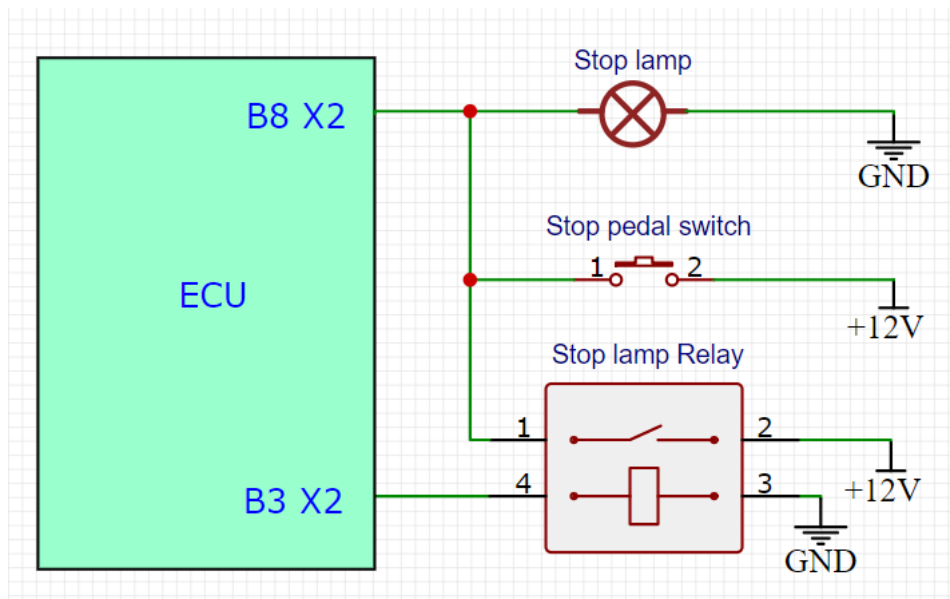 Stop lamp
B8 X2
GND
Stop pedal switch
1 2
ECU
+12V
Stop lamp Relay
1 2
4 3
B3 X2
+12V
GND